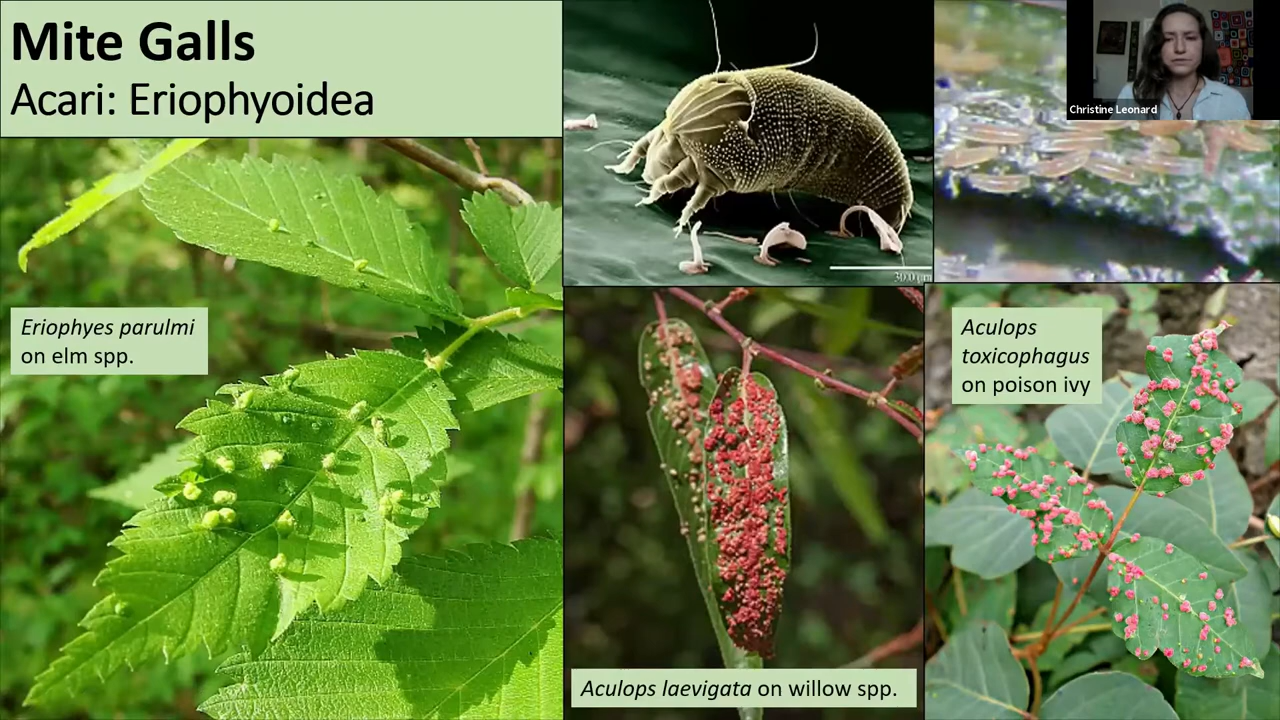 Mite Galls
Acari: Eriophyoidea
Christine Leonard
Eriophyes parulmi
on elm spp.
Aculops
toxicophagus
on poison ivy
Aculops laevigata on willow spp.